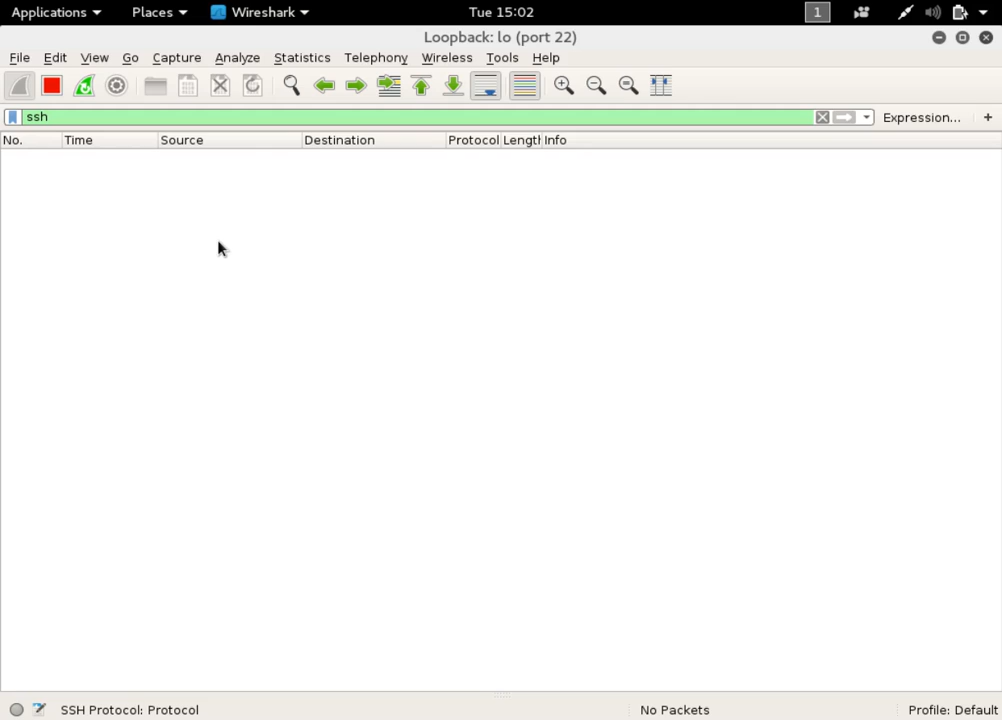 Applications Places Wireshark Tue 15:02 1
Loopback: lo (port 22)
File Edit View Go Capture Analyze Statistics Telephony Wireless Tools Help
ssh Expression... +
No. Time Source Destination Protocol Length Info
SSH Protocol: Protocol No Packets Profile: Default